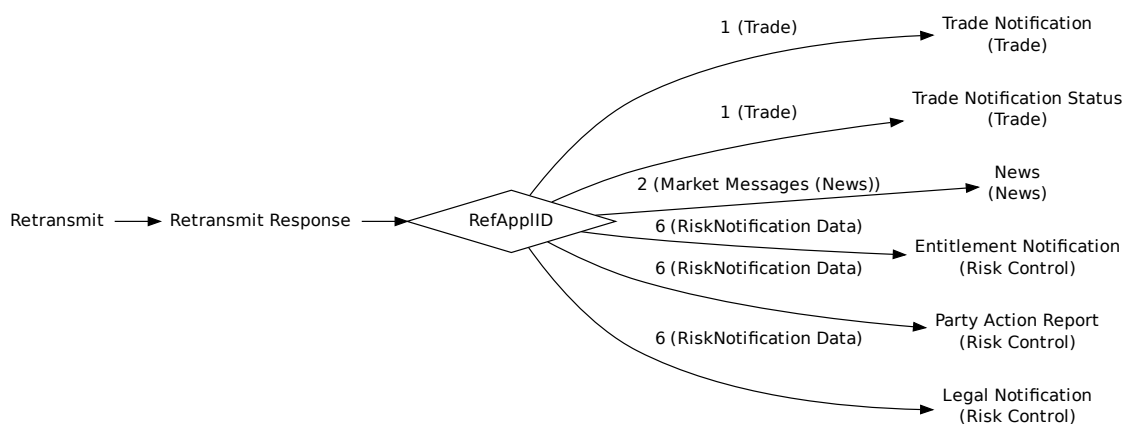 1 (Trade)
Trade Notification
(Trade)
1 (Trade)
Trade Notification Status
(Trade)
2 (Market Messages (News))
News
(News)
Retransmit
Retransmit Response
RefApplID
6 (RiskNotification Data)
Entitlement Notification
(Risk Control)
6 (RiskNotification Data)
Party Action Report
(Risk Control)
6 (RiskNotification Data)
Legal Notification
(Risk Control)